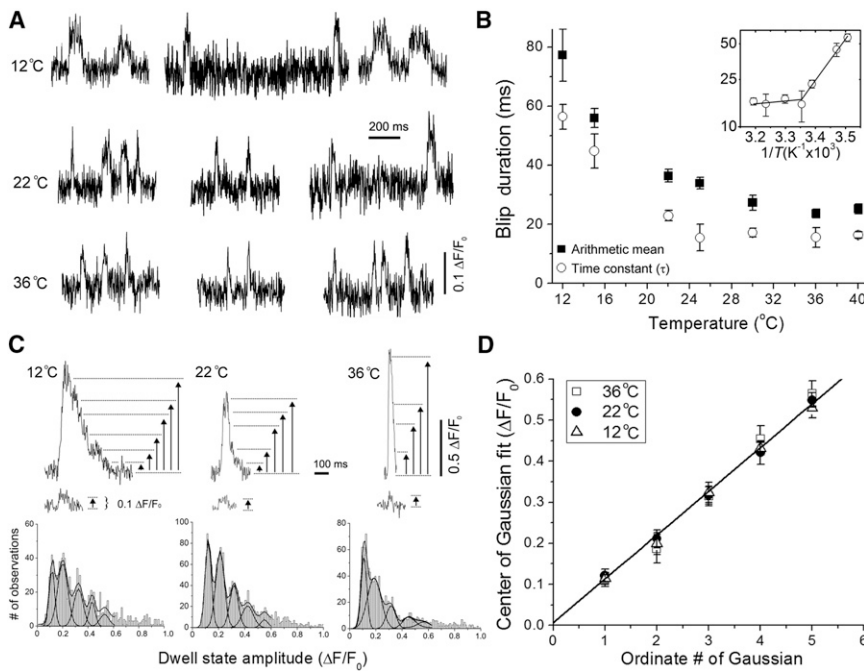 A
12°C
22°C
200 ms
36°C
0.1 ΔF/F₀
B
Blip duration (ms)
80
60
40
20
0
12 16 20 24 28 32 36 40
Temperature (°C)
■ Arithmetic mean
○ Time constant (τ)
50
25
10
3.2 3.3 3.4 3.5
1/T(K⁻¹x10³)
C
12°C
22°C
36°C
0.5 ΔF/F₀
100 ms
0.1 ΔF/F₀
# of observations
60
40
20
0
100
80
60
40
20
0
80
60
40
20
0
0.0 0.2 0.4 0.6 0.8 1.0
0.0 0.2 0.4 0.6 0.8 1.0
0.0 0.2 0.4 0.6 0.8 1.0
Dwell state amplitude (ΔF/F₀)
D
Center of Gaussian fit (ΔF/F₀)
0.6
0.5
0.4
0.3
0.2
0.1
0.0
□ 36°C
● 22°C
△ 12°C
0 1 2 3 4 5 6
Ordinate # of Gaussian